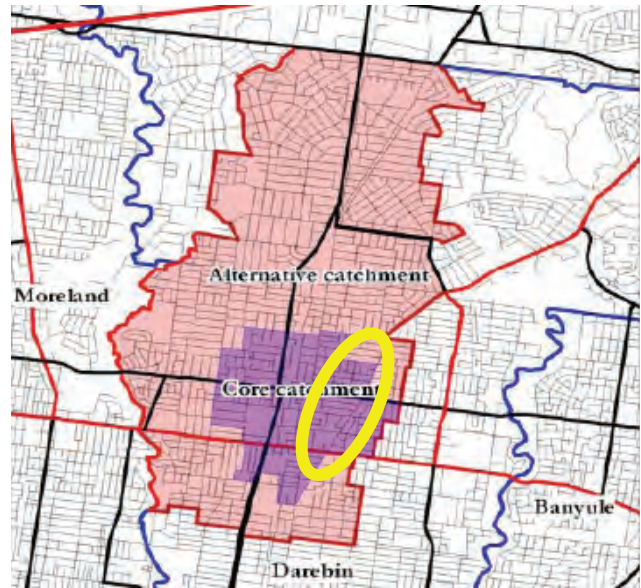 Alternative catchment
Moreland
Core catchment
Banyule
Darebin